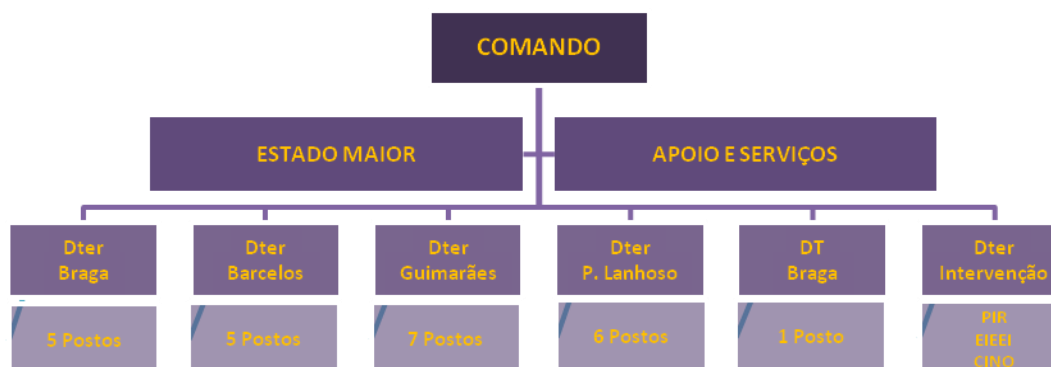 COMANDO
ESTADO MAIOR
APOIO E SERVIÇOS
Dter
Braga
Dter
Barcelos
Dter
Guimarães
Dter
P. Lanhoso
DT
Braga
Dter
Intervenção
5 Postos
5 Postos
7 Postos
6 Postos
1 Posto
PIR
EIEEI
CINO